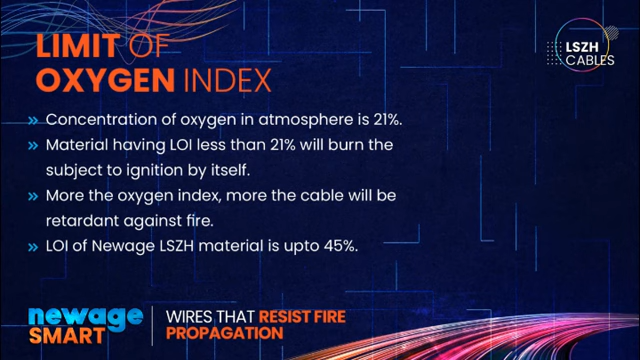 LIMIT OF
OXYGEN INDEX
LSZH
CABLES
» Concentration of oxygen in atmosphere is 21%.
» Material having LOI less than 21% will burn the
subject to ignition by itself.
» More the oxygen index, more the cable will be
retardant against fire.
» LOI of Newage LSZH material is upto 45%.
newage
SMART
WIRES THAT RESIST FIRE
PROPAGATION